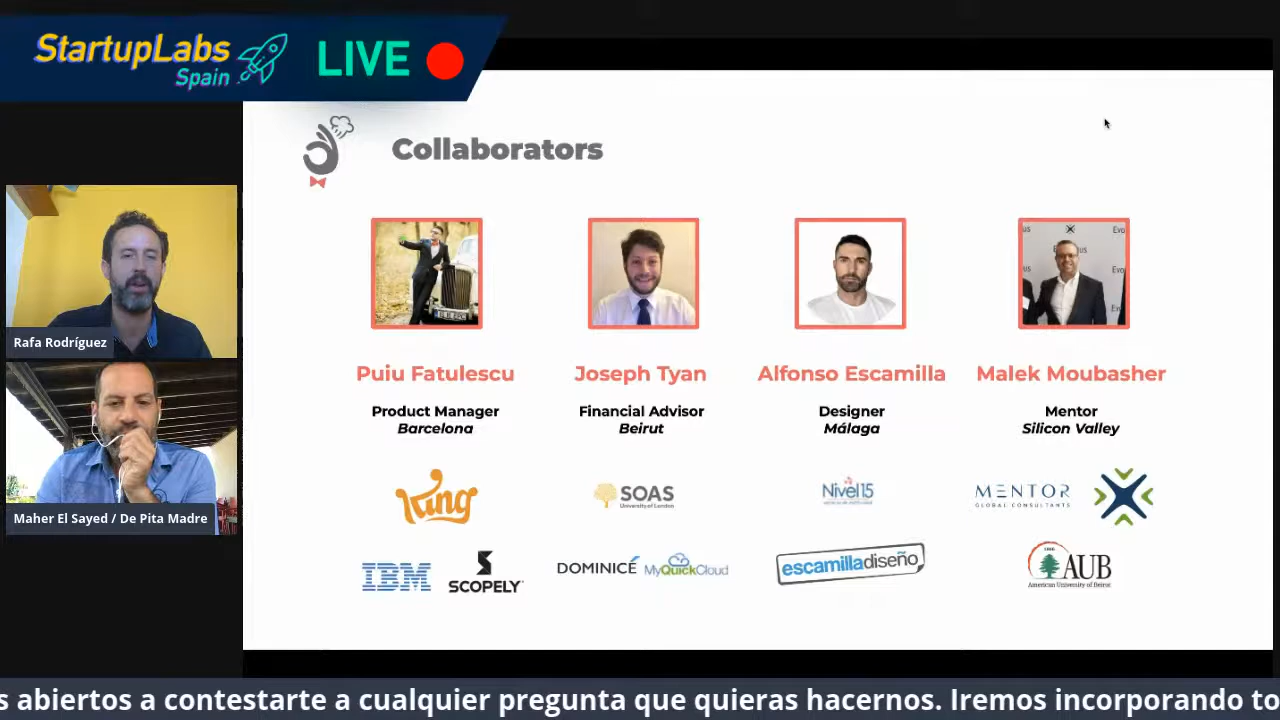 StartupLabs
Spain
LIVE
Collaborators
Rafa Rodríguez
Maher El Sayed / De Pita Madre
Puiu Fatulescu
Product Manager
Barcelona
King
IBM
SCOPELY
Joseph Tyan
Financial Advisor
Beirut
SOAS
University of London
DOMINICÉ
MyQuickCloud
Alfonso Escamilla
Designer
Málaga
Nivel15
escamilladiseño
Malek Moubasher
Mentor
Silicon Valley
MENTOR
GLOBAL CONSULTANTS
1866
AUB
American University of Beirut
s abiertos a contestarte a cualquier pregunta que quieras hacernos. Iremos incorporando to